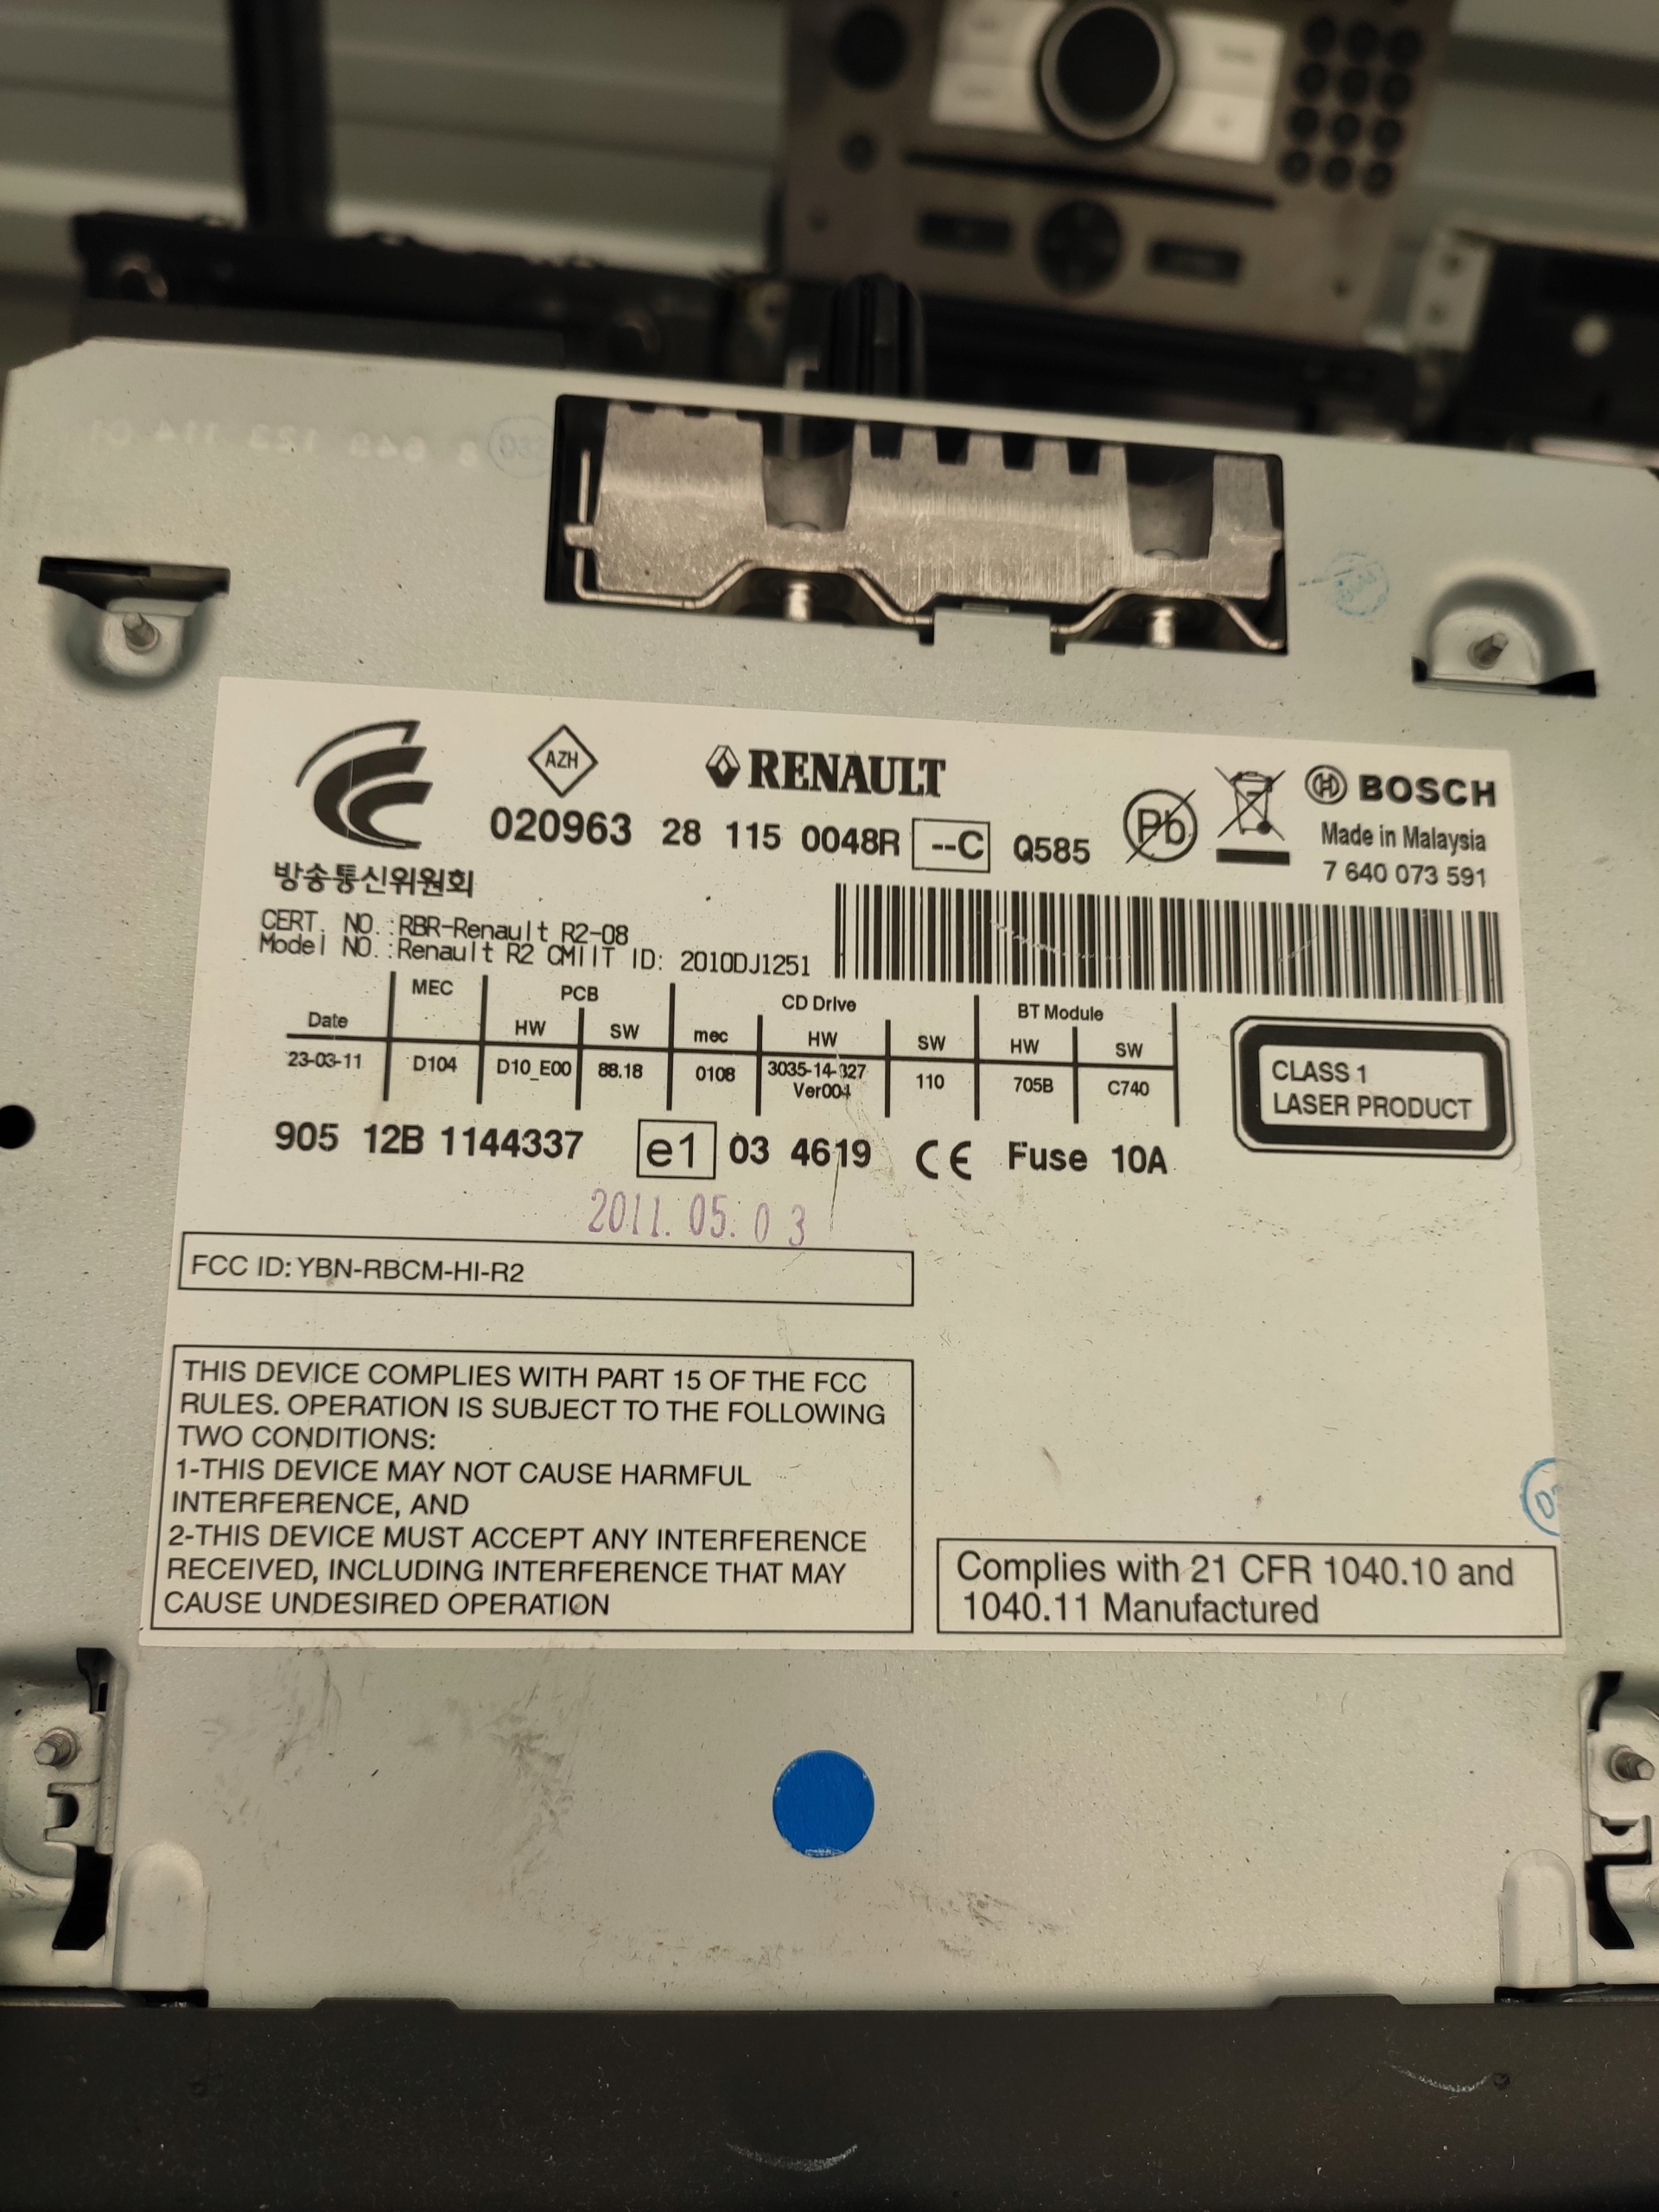 AZH
RENAULT
BOSCH
020963 28 115 0048R --C Q585
Pb
Made in Malaysia
7 640 073 591
방송통신위원회
CERT. NO.:RBR-Renault R2-08
Model NO.:Renault R2 CMIIT ID: 2010DJ1251
MEC PCB CD Drive BT Module
Date HW SW mec HW SW HW SW
23-03-11 D104 D10_E00 88.18 0108 3035-14-327 110 705B C740
Ver004
CLASS 1
LASER PRODUCT
905 12B 1144337 e1 03 4619 CE Fuse 10A
2011.05.03
FCC ID: YBN-RBCM-HI-R2
THIS DEVICE COMPLIES WITH PART 15 OF THE FCC
RULES. OPERATION IS SUBJECT TO THE FOLLOWING
TWO CONDITIONS:
1-THIS DEVICE MAY NOT CAUSE HARMFUL
INTERFERENCE, AND
2-THIS DEVICE MUST ACCEPT ANY INTERFERENCE
RECEIVED, INCLUDING INTERFERENCE THAT MAY
CAUSE UNDESIRED OPERATION
Complies with 21 CFR 1040.10 and
1040.11 Manufactured